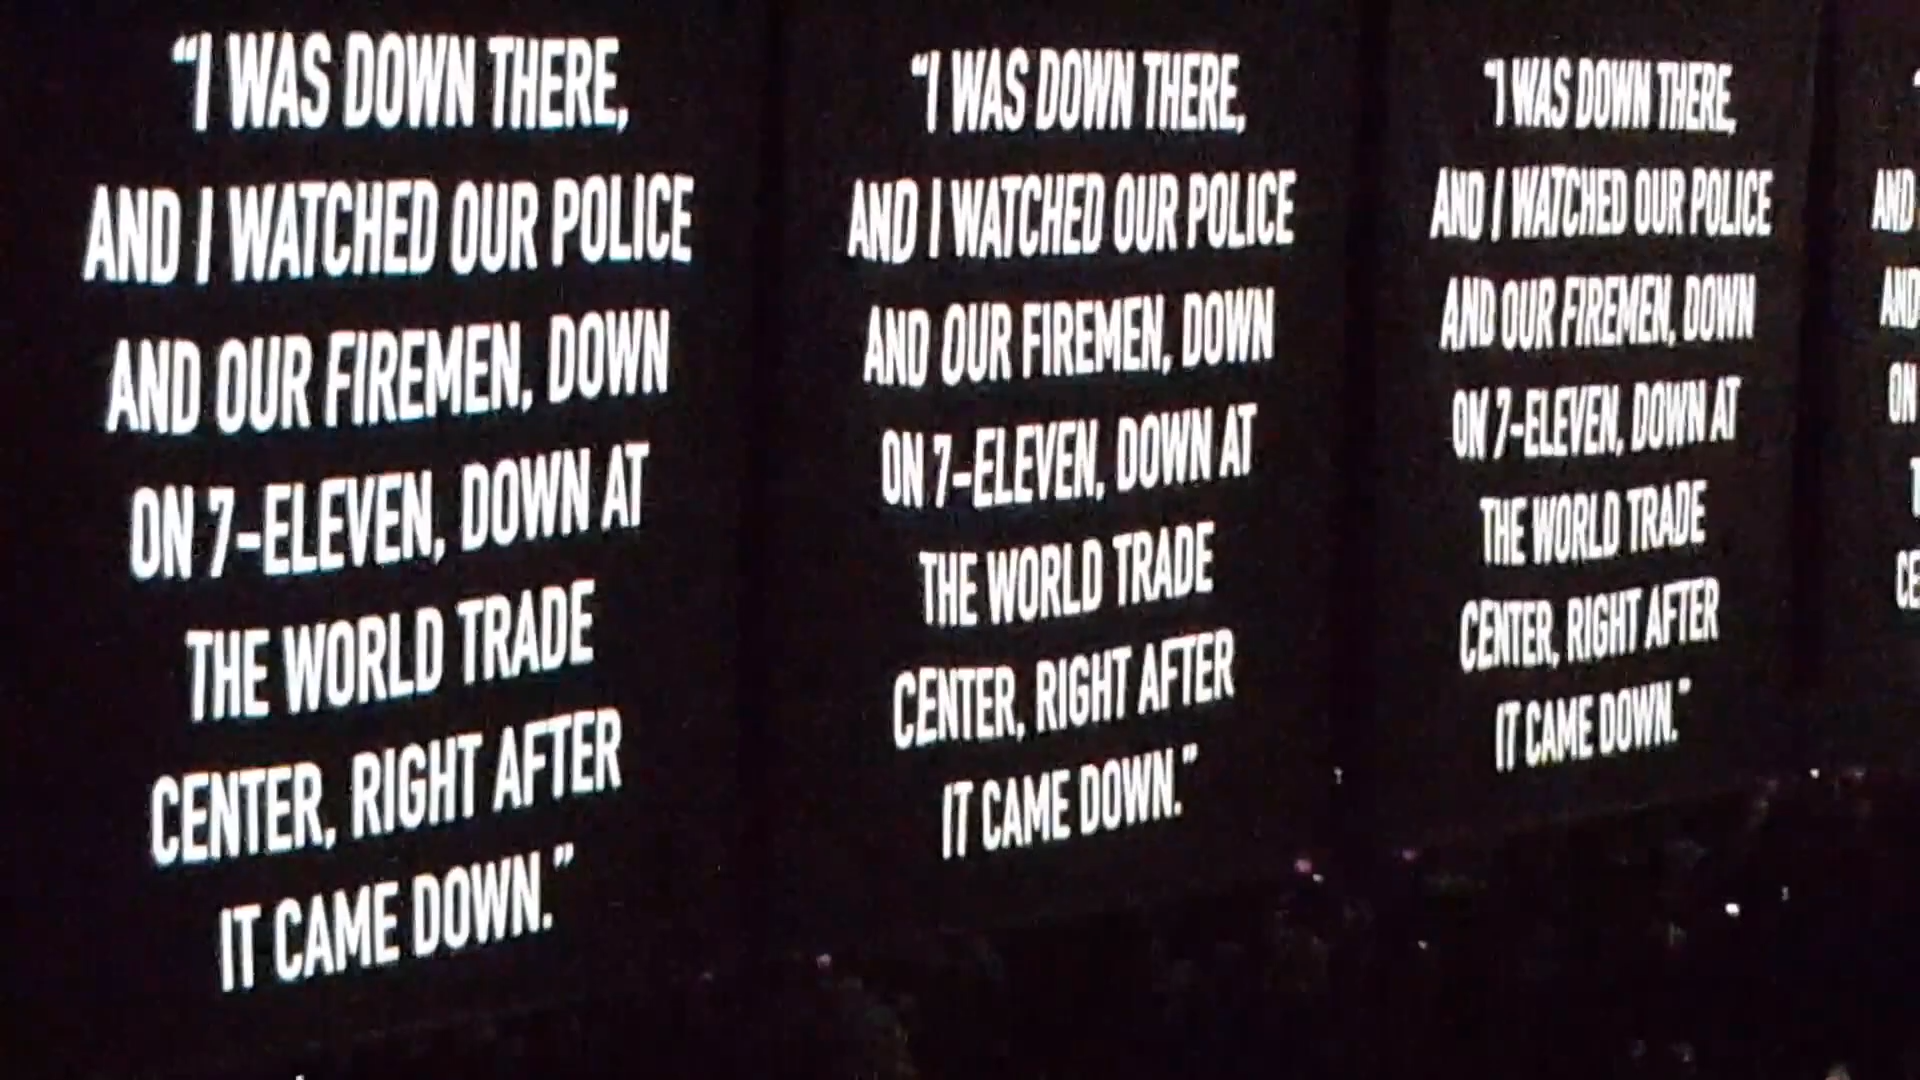 “I WAS DOWN THERE,
AND I WATCHED OUR POLICE
AND OUR FIREMEN, DOWN
ON 7-ELEVEN, DOWN AT
THE WORLD TRADE
CENTER, RIGHT AFTER
IT CAME DOWN.”
“I WAS DOWN THERE,
AND I WATCHED OUR POLICE
AND OUR FIREMEN, DOWN
ON 7-ELEVEN, DOWN AT
THE WORLD TRADE
CENTER, RIGHT AFTER
IT CAME DOWN.”
“I WAS DOWN THERE,
AND I WATCHED OUR POLICE
AND OUR FIREMEN, DOWN
ON 7-ELEVEN, DOWN AT
THE WORLD TRADE
CENTER, RIGHT AFTER
IT CAME DOWN.”
AND
AND
ON